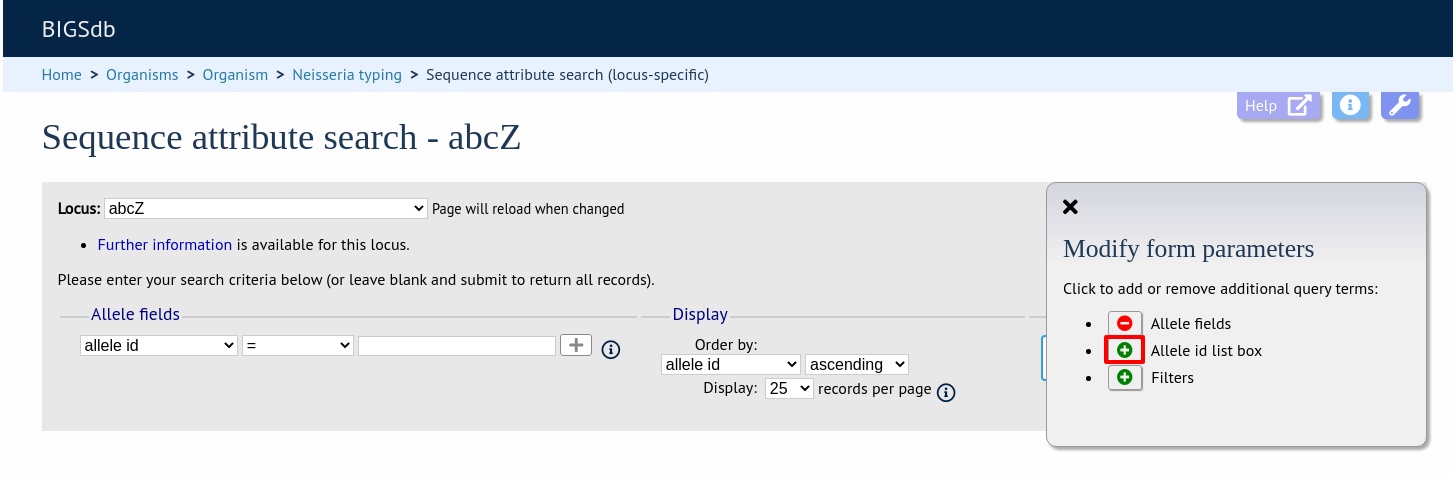 BIGSdb
Home > Organisms > Organism > Neisseria typing > Sequence attribute search (locus-specific)
Help
Sequence attribute search - abcZ
Locus: abcZ Page will reload when changed
Further information is available for this locus.
Please enter your search criteria below (or leave blank and submit to return all records).
Allele fields
allele id = +
Display
Order by:
allele id ascending
Display: 25 records per page
Modify form parameters
Click to add or remove additional query terms:
Allele fields
Allele id list box
Filters